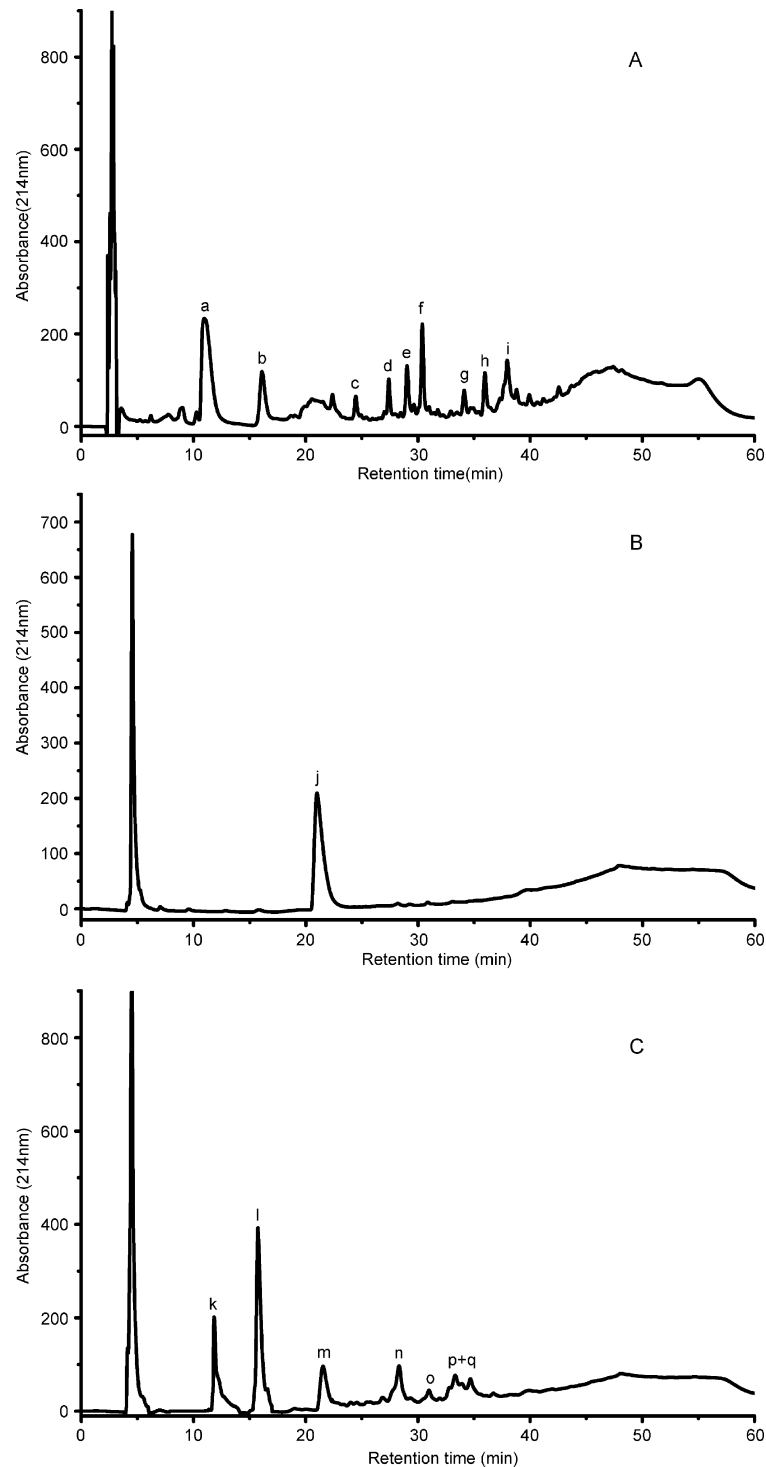 A
800
600
400
200
0
Absorbance(214nm)
a
b
c
d
e
f
g
h
i
0 10 20 30 40 50 60
Retention time(min)
B
700
600
500
400
300
200
100
0
Absorbance (214nm)
j
0 10 20 30 40 50 60
Retention time (min)
C
800
600
400
200
0
Absorbance (214nm)
k
l
m
n
o
p+q
0 10 20 30 40 50 60
Retention time (min)